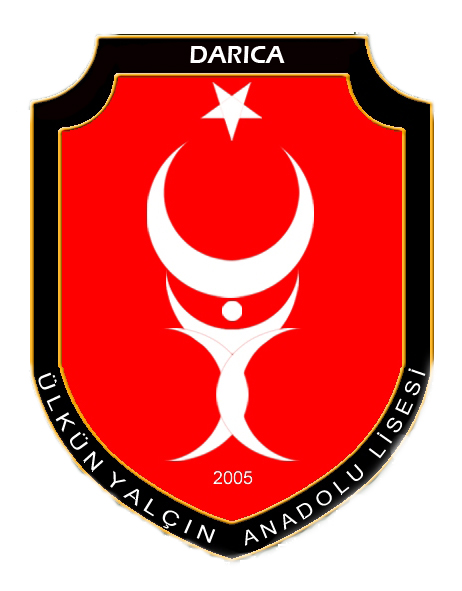 DARICA
2005
ÜLKÜN YALÇIN ANADOLU LİSESİ